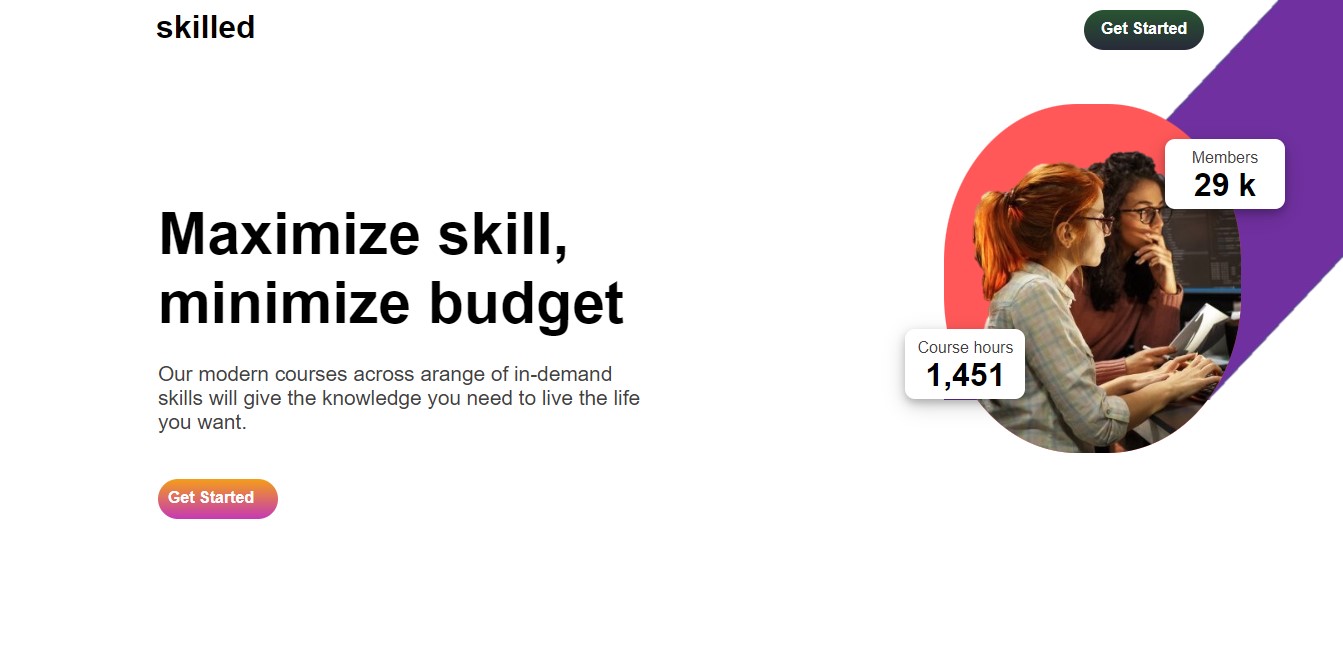 skilled
Get Started
Members
29 k
Maximize skill,
minimize budget
Course hours
1,451
Our modern courses across arange of in-demand
skills will give the knowledge you need to live the life
you want.
Get Started